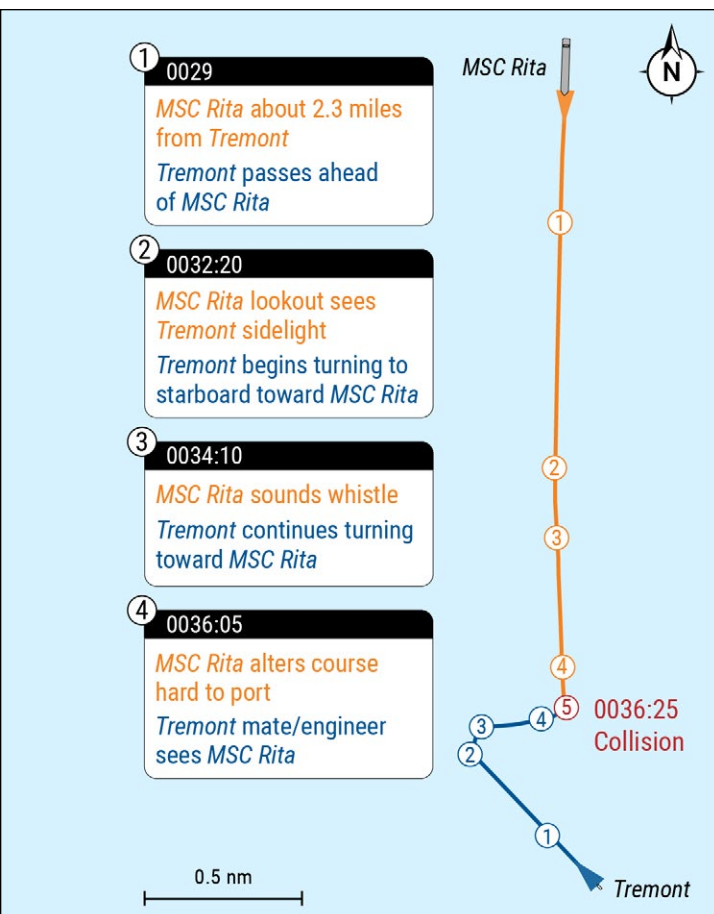 MSC Rita
N
1
0029
MSC Rita about 2.3 miles
from Tremont
Tremont passes ahead
of MSC Rita
2
0032:20
MSC Rita lookout sees
Tremont sidelight
Tremont begins turning to
starboard toward MSC Rita
3
0034:10
MSC Rita sounds whistle
Tremont continues turning
toward MSC Rita
4
0036:05
MSC Rita alters course
hard to port
Tremont mate/engineer
sees MSC Rita
1
2
3
4
5
0036:25
Collision
4
3
2
1
Tremont
0.5 nm